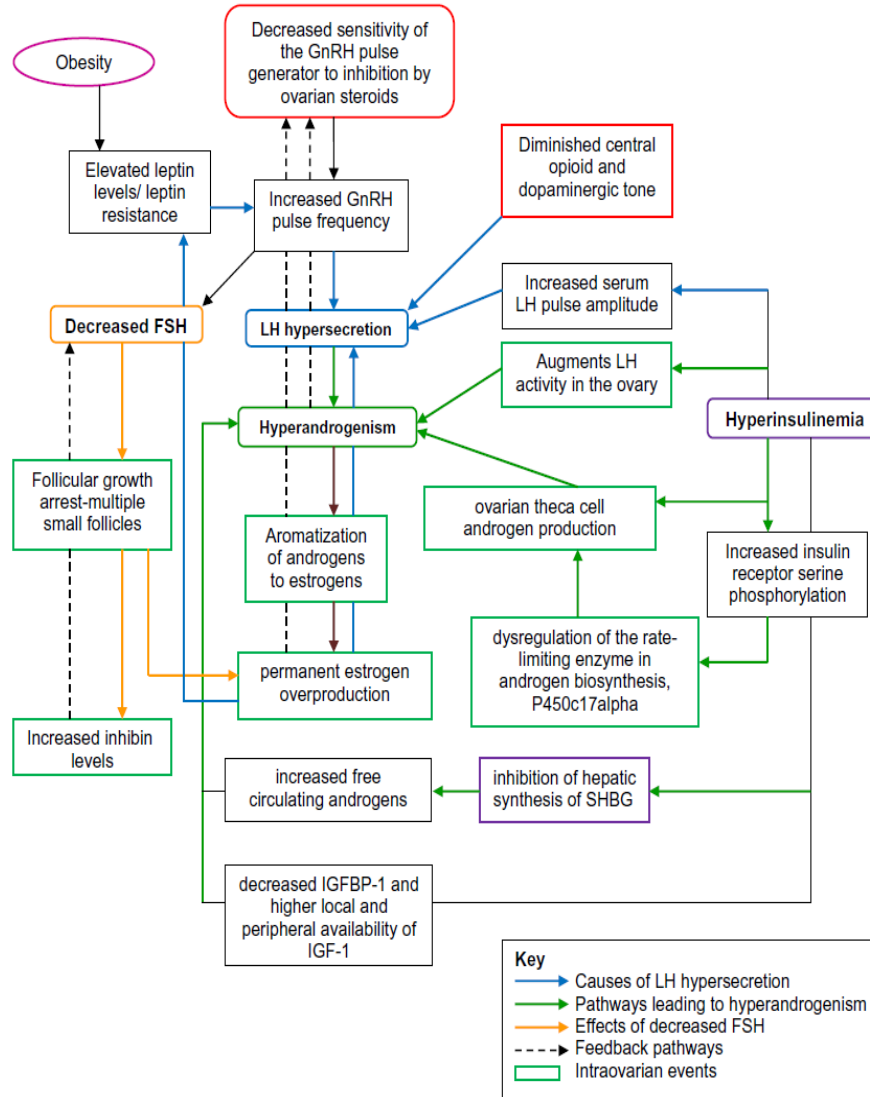 Decreased sensitivity of
the GnRH pulse
generator to inhibition by
ovarian steroids
Obesity
Diminished central
opioid and
dopaminergic tone
Elevated leptin
levels/ leptin
resistance
Increased GnRH
pulse frequency
Increased serum
LH pulse amplitude
Decreased FSH
LH hypersecretion
Augments LH
activity in the ovary
Hyperinsulinemia
Hyperandrogenism
Follicular growth
arrest-multiple
small follicles
ovarian theca cell
androgen production
Aromatization
of androgens
to estrogens
Increased insulin
receptor serine
phosphorylation
dysregulation of the rate-
limiting enzyme in
androgen biosynthesis,
P450c17alpha
permanent estrogen
overproduction
Increased inhibin
levels
increased free
circulating androgens
inhibition of hepatic
synthesis of SHBG
decreased IGFBP-1 and
higher local and
peripheral availability of
IGF-1
Key
Causes of LH hypersecretion
Pathways leading to hyperandrogenism
Effects of decreased FSH
Feedback pathways
Intraovarian events